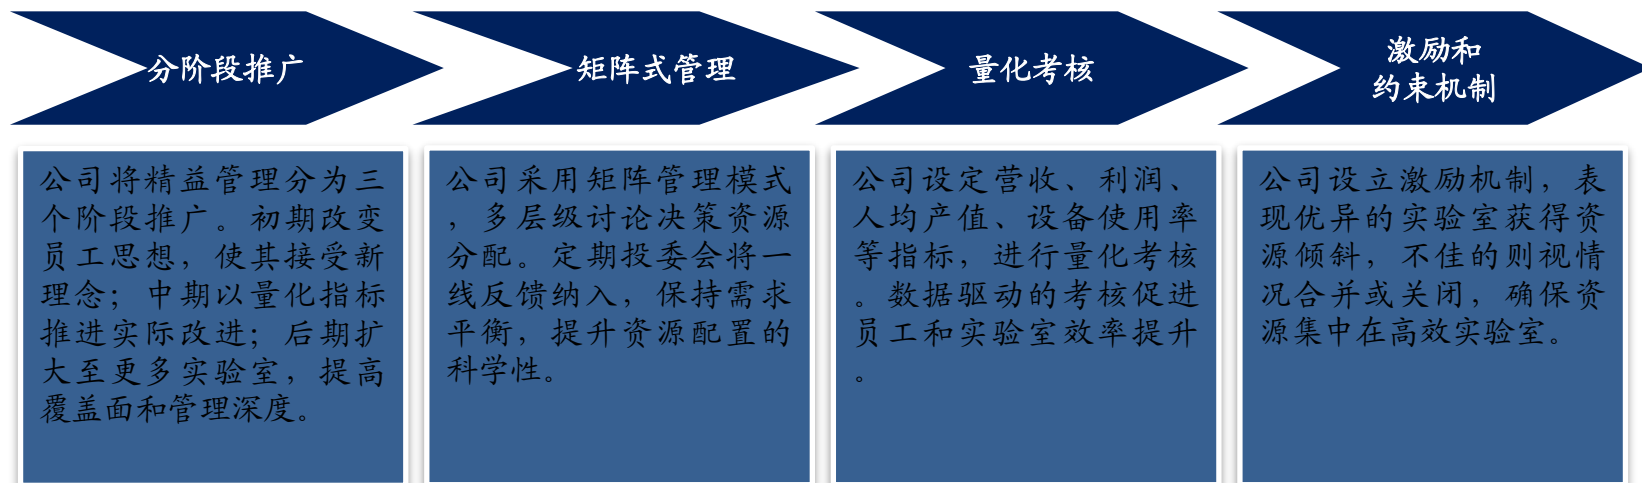 分阶段推广
矩阵式管理
量化考核
激励和
约束机制
公司将精益管理分为三
个阶段推广。初期改变
员工思想，使其接受新
理念；中期以量化指标
推进实际改进；后期扩
大至更多实验室，提高
覆盖面和管理深度。
公司采用矩阵管理模式
，多层级讨论决策资源
分配。定期投委会将一
线反馈纳入，保持需求
平衡，提升资源配置的
科学性。
公司设定营收、利润、
人均产值、设备使用率
等指标，进行量化考核
。数据驱动的考核促进
员工和实验室效率提升
。
公司设立激励机制，表
现优异的实验室获得资
源倾斜，不佳的则视情
况合并或关闭，确保资
源集中在高效实验室。